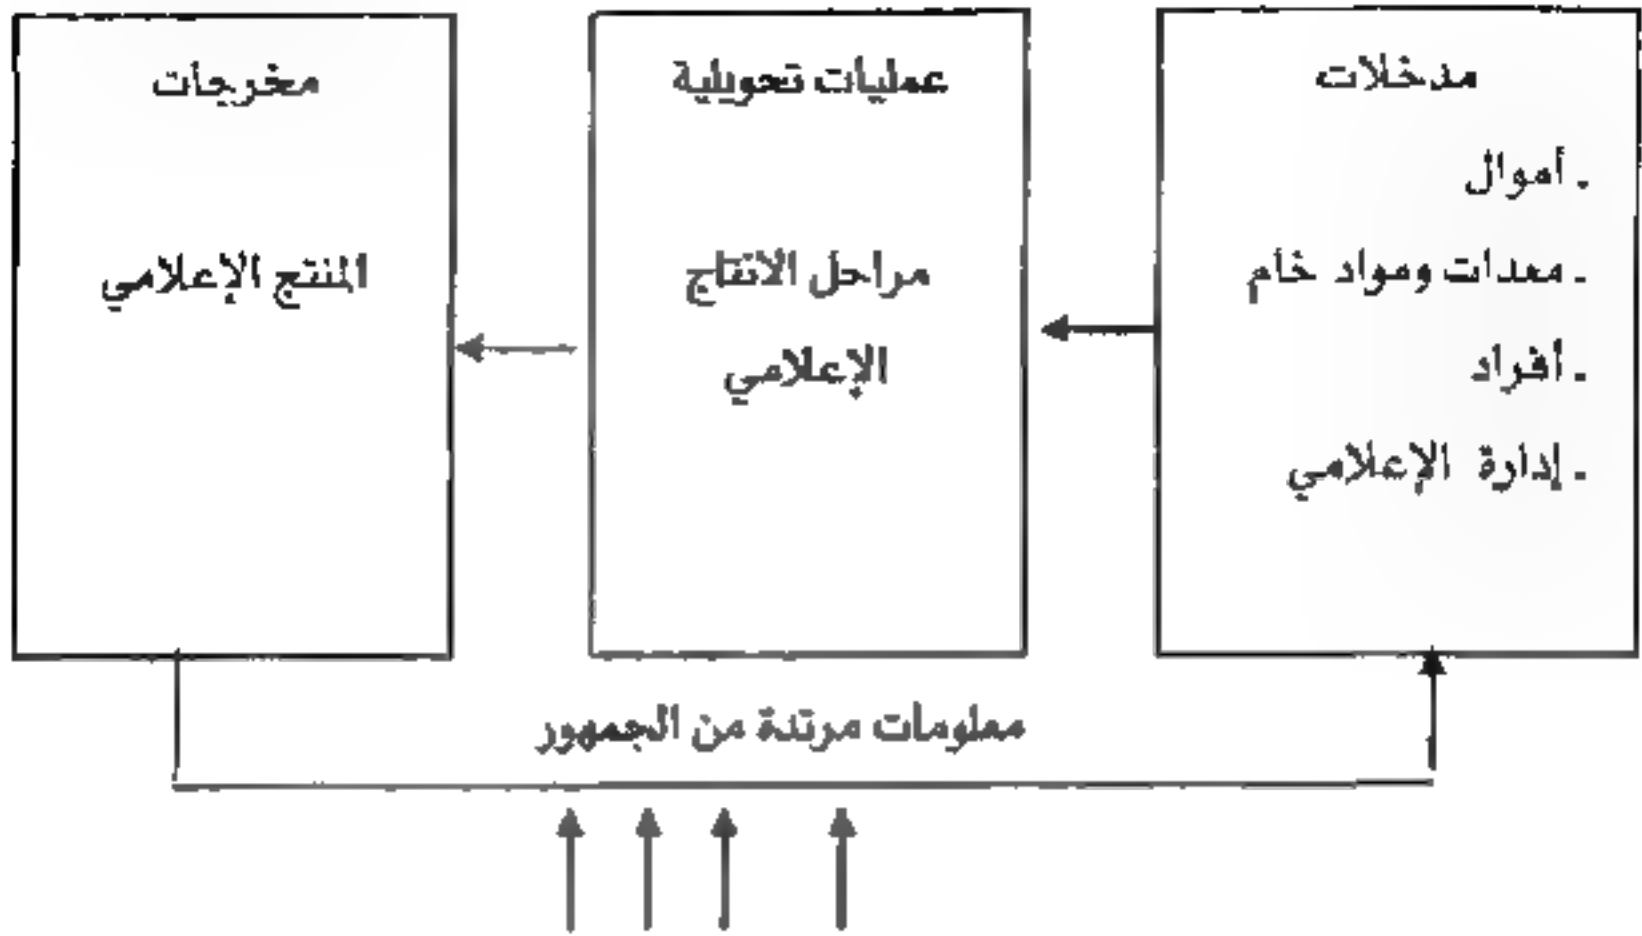 مدخلات
- أموال
- معدات ومواد خام
- أفراد
- إدارة الإعلامي
عمليات تحويلية
مراحل الانتاج
الإعلامي
مخرجات
المنتج الإعلامي
معلومات مرتدة من الجمهور